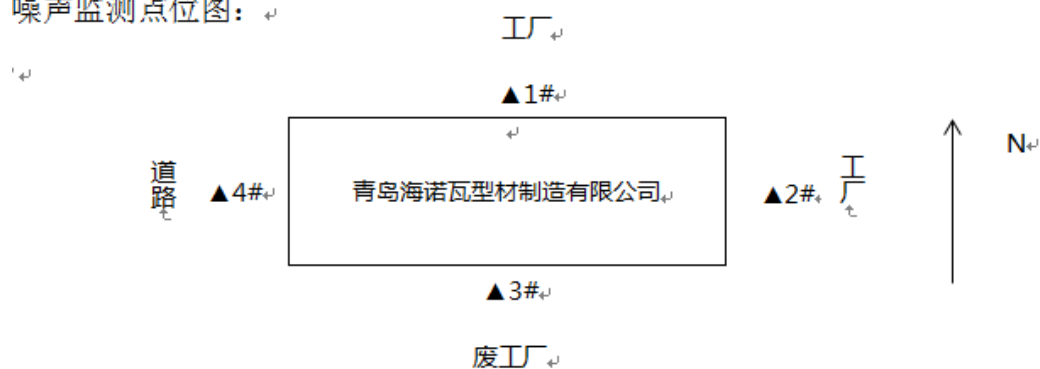 噪声监测点位图：
工厂
▲1#
N
道路
▲4#
青岛海诺瓦型材制造有限公司
▲2#
工厂
▲3#
废工厂